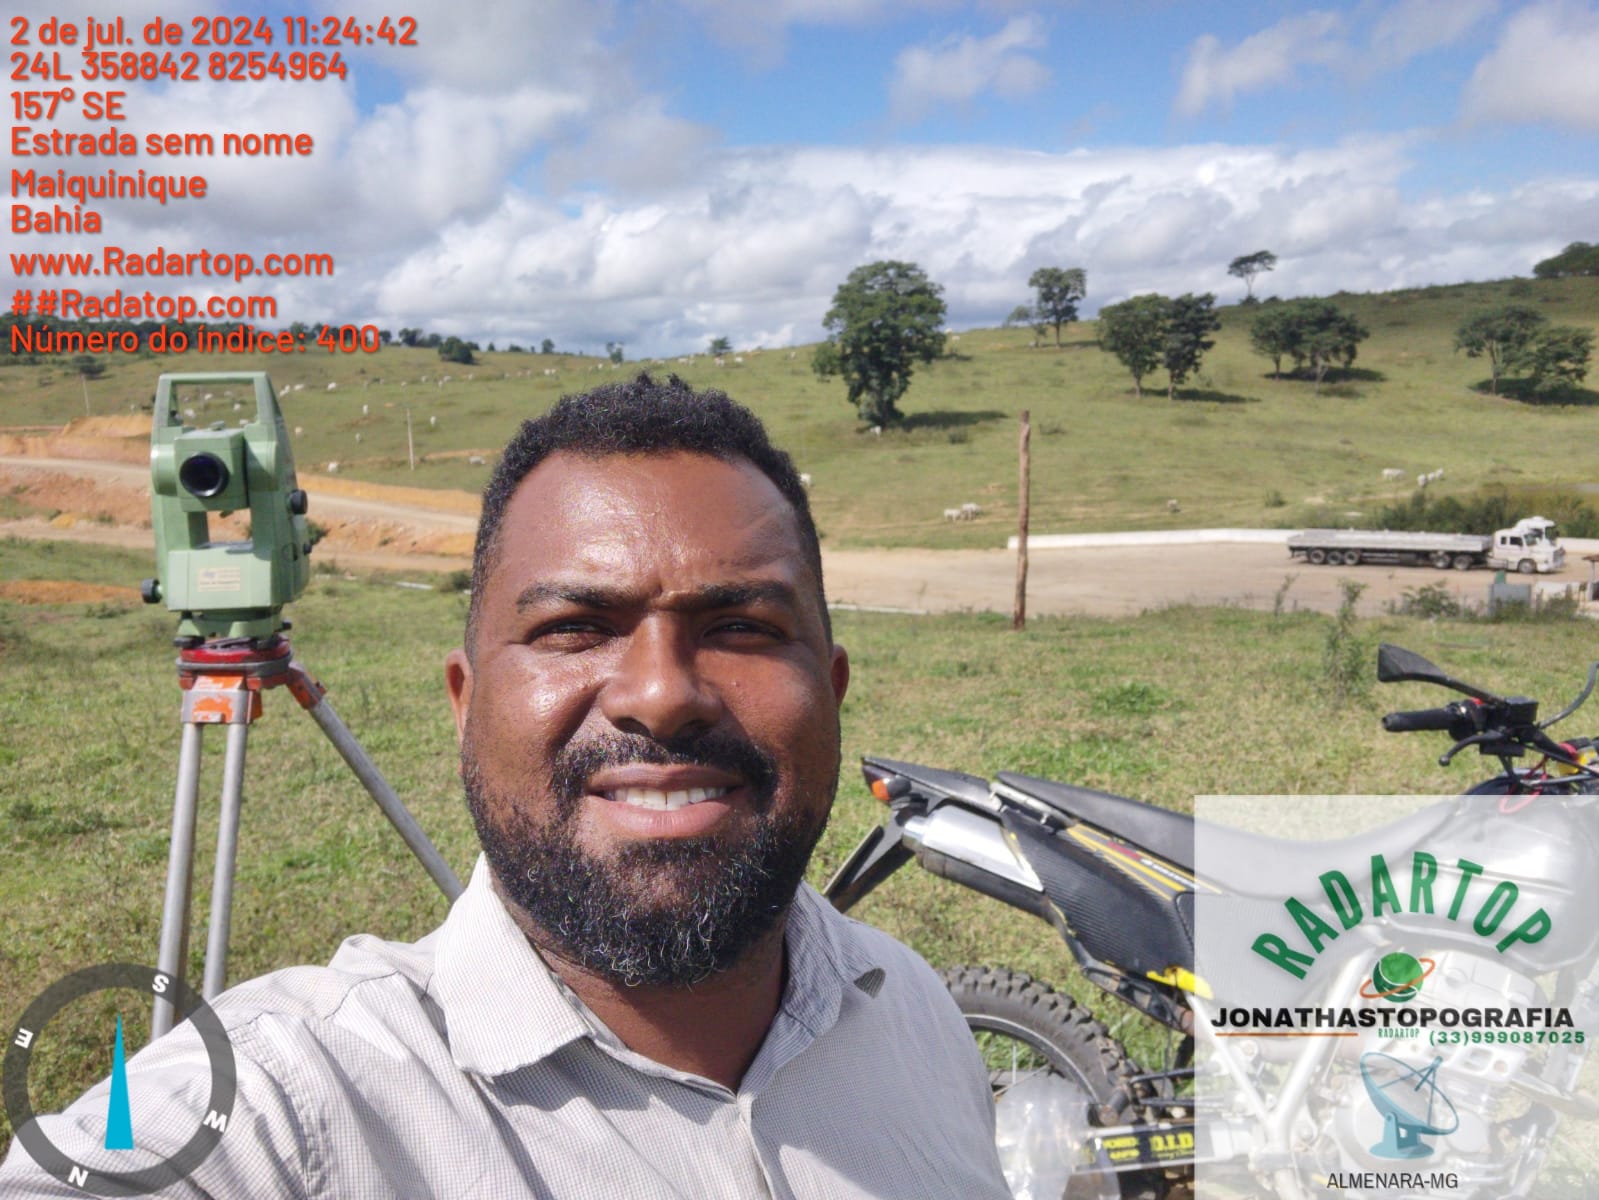 2 de jul. de 2024 11:24:42
24L 358842 8254964
157° SE
Estrada sem nome
Maiquinique
Bahia
www.Radartop.com
##Radatop.com
Número do índice: 400
RADARTOP
JONATHASTOPOGRAFIA
RADARTOP (33)999087025
ALMENARA-MG
S
E
W
N
D.I.D